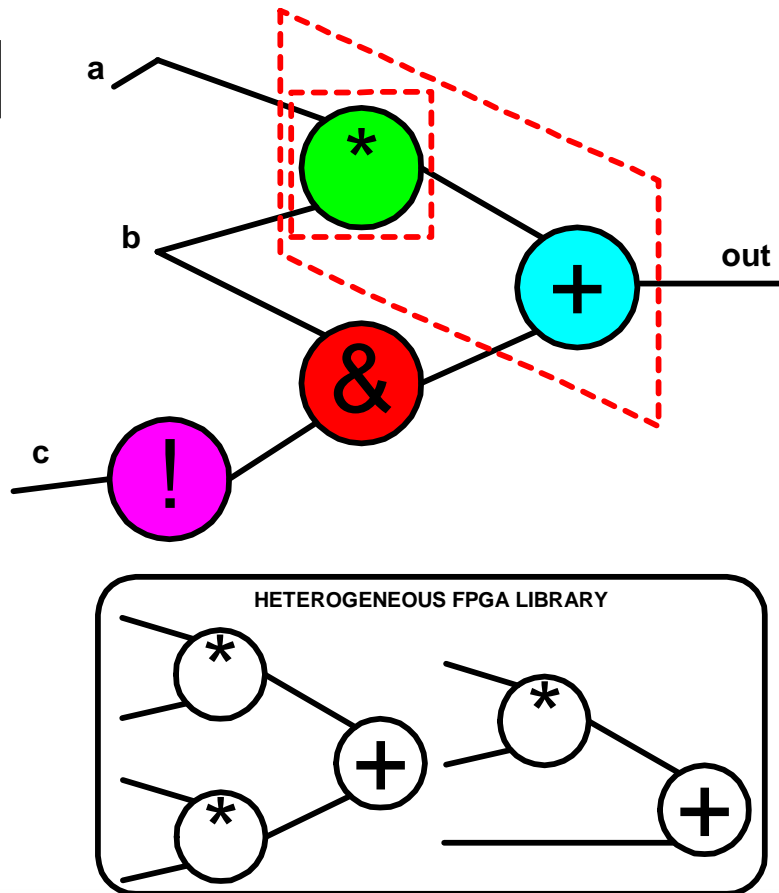 a
*
b
+
out
&
c
!
HETEROGENEOUS FPGA LIBRARY
*
*
+
*
+